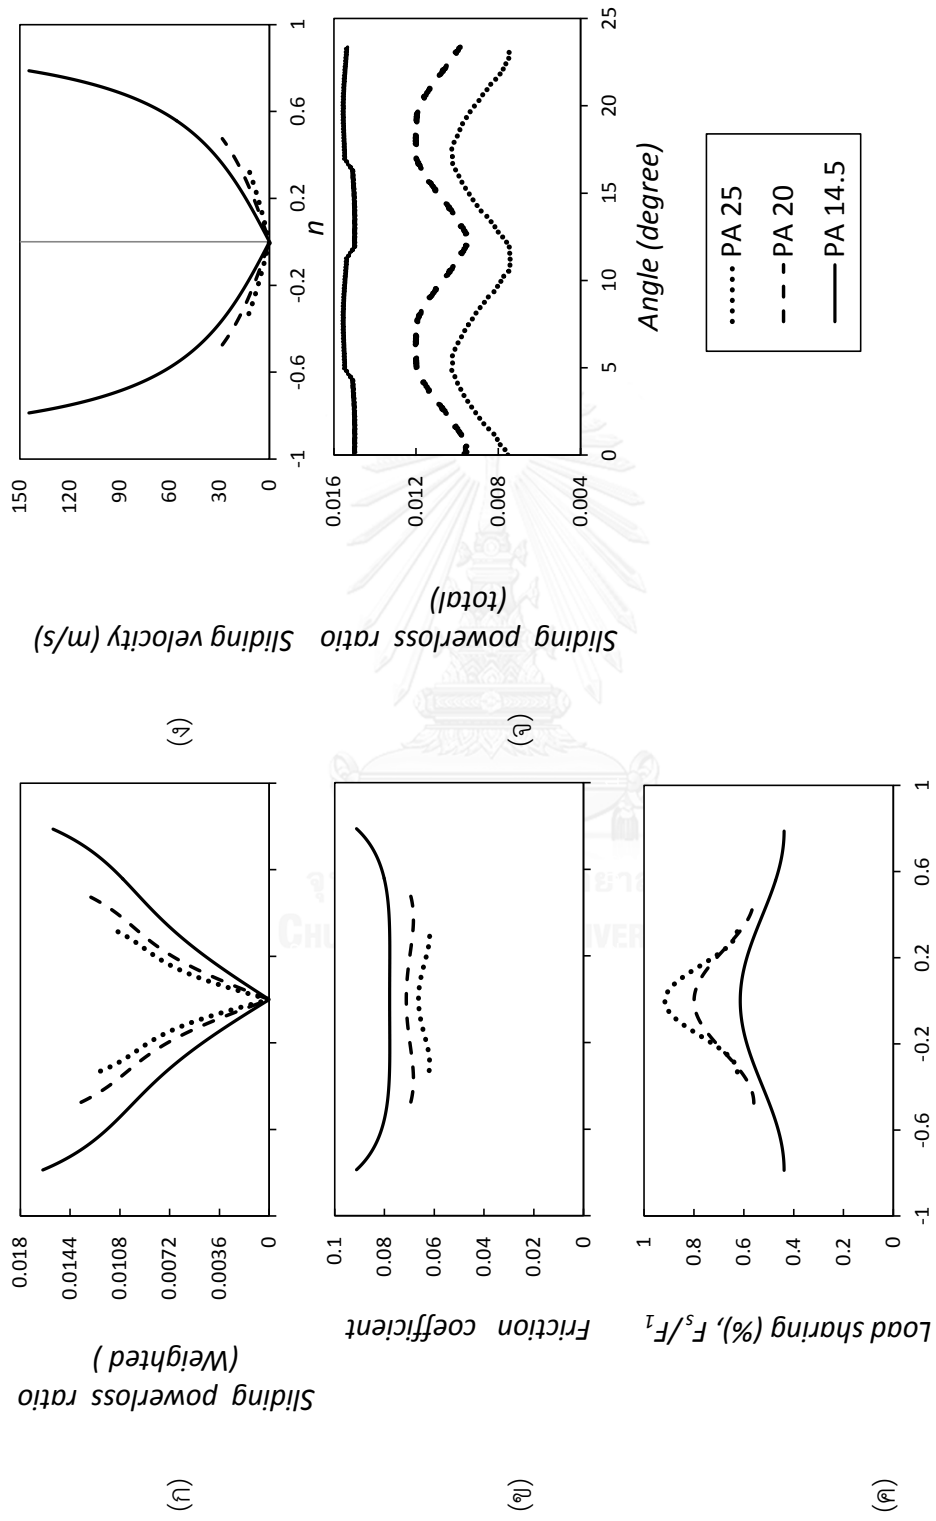 (ก)
Sliding powerloss ratio
(Weighted )
0.018
0.0144
0.0108
0.0072
0.0036
0
(ข)
Friction coefficient
0.1
0.08
0.06
0.04
0.02
0
(ค)
Load sharing (%), Fs/F1
1
0.8
0.6
0.4
0.2
0
-1 -0.6 -0.2 0.2 0.6 1
(ง)
Sliding velocity (m/s)
150
120
90
60
30
0
-1 -0.6 -0.2 0.2 0.6 1
n
(จ)
Sliding powerloss ratio
(total)
0.016
0.012
0.008
0.004
0 5 10 15 20 25
Angle (degree)
PA 25
PA 20
PA 14.5